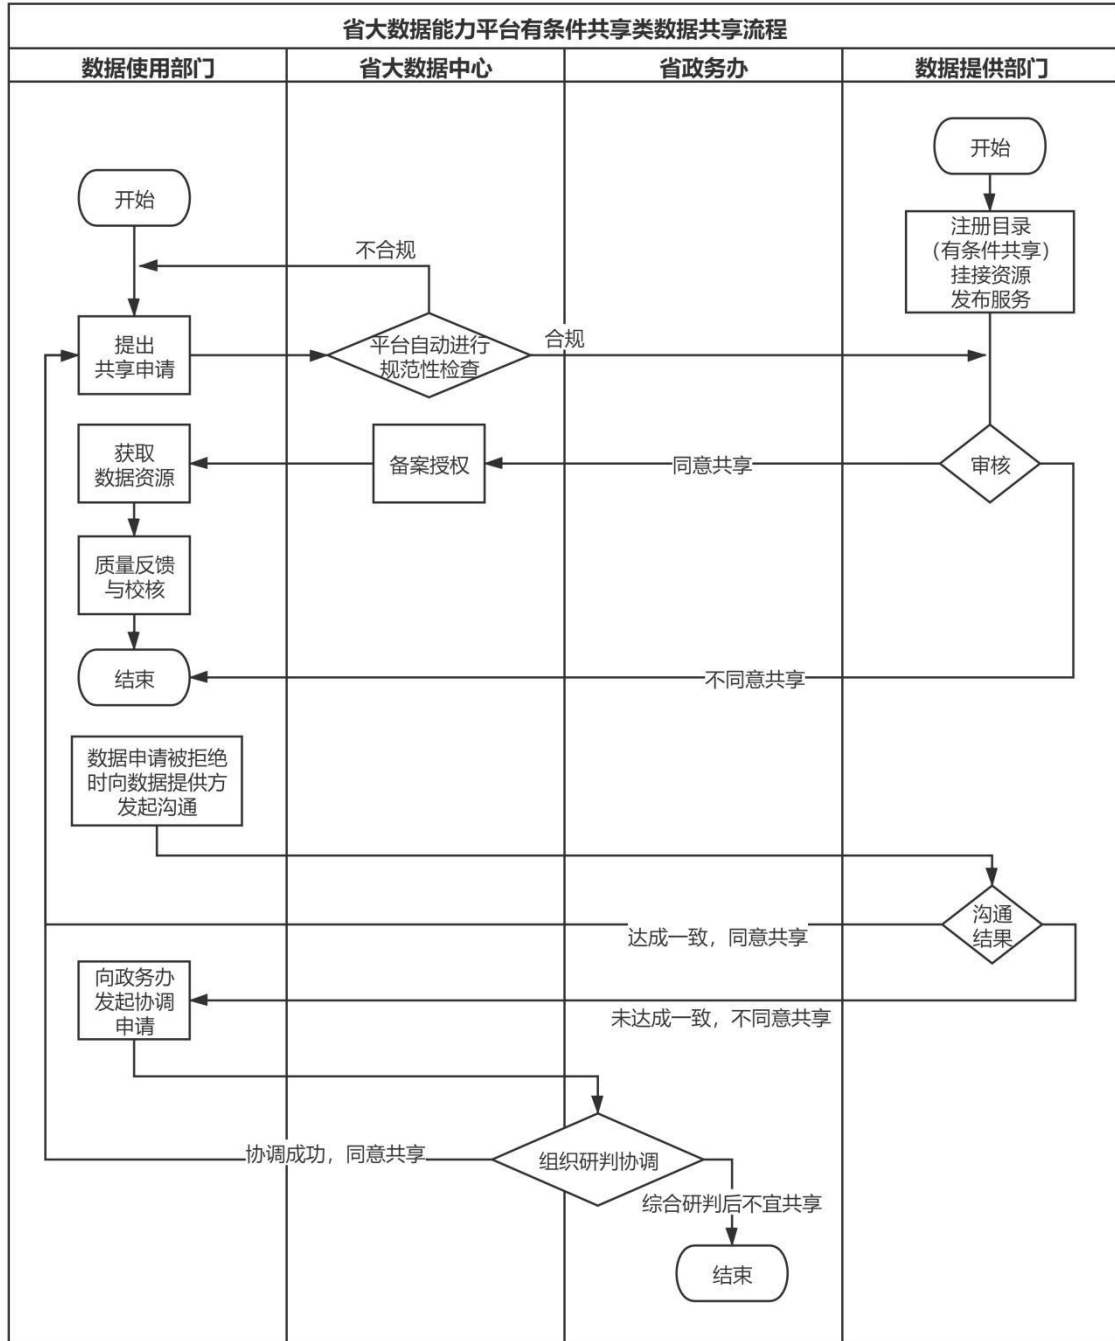 省大数据能力平台有条件共享类数据共享流程
数据使用部门
省大数据中心
省政务办
数据提供部门
开始
开始
注册目录
（有条件共享）
挂接资源
发布服务
不合规
提出
共享申请
平台自动进行
规范性检查
合规
获取
数据资源
备案授权
同意共享
审核
质量反馈
与校核
结束
不同意共享
数据申请被拒绝
时向数据提供方
发起沟通
沟通
结果
达成一致，同意共享
向政务办
发起协调
申请
未达成一致，不同意共享
协调成功，同意共享
组织研判协调
综合研判后不宜共享
结束